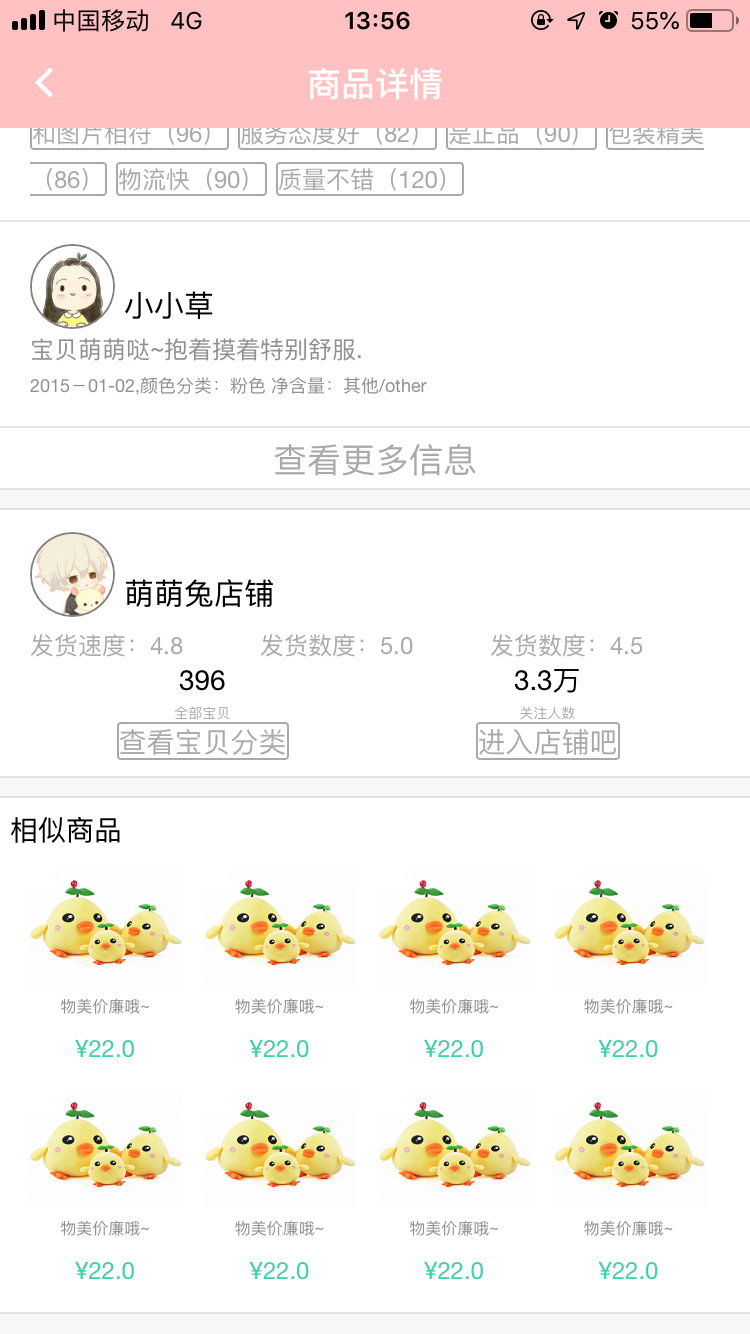 中国移动 4G 13:56 55%
商品详情
和图片相符（96） 服务态度好（82） 是正品（90） 包装精美
（86） 物流快（90） 质量不错（120）
小小草
宝贝萌萌哒~抱着摸着特别舒服.
2015－01-02,颜色分类：粉色 净含量：其他/other
查看更多信息
萌萌兔店铺
发货速度：4.8 发货数度：5.0 发货数度：4.5
396 3.3万
全部宝贝 关注人数
查看宝贝分类 进入店铺吧
相似商品
物美价廉哦~ 物美价廉哦~ 物美价廉哦~ 物美价廉哦~
¥22.0 ¥22.0 ¥22.0 ¥22.0
物美价廉哦~ 物美价廉哦~ 物美价廉哦~ 物美价廉哦~
¥22.0 ¥22.0 ¥22.0 ¥22.0